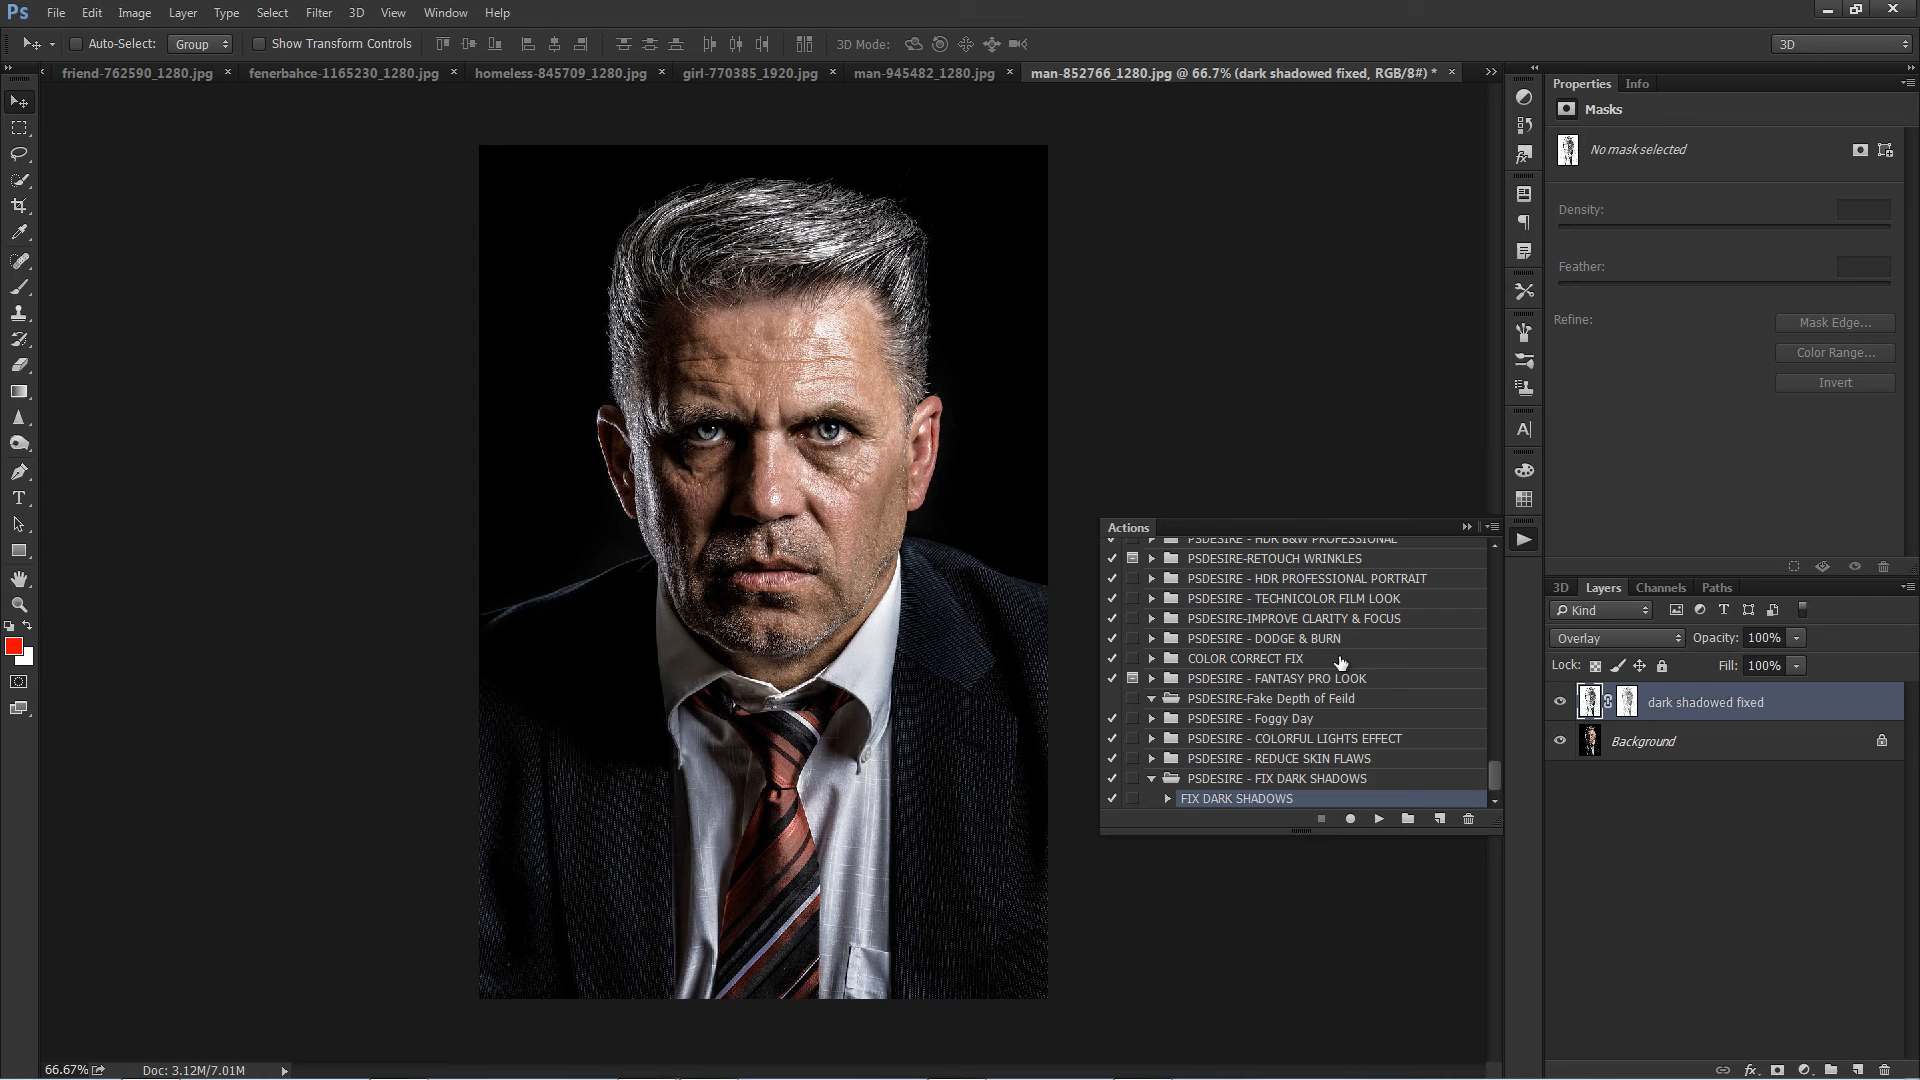 Ps File Edit Image Layer Type Select Filter 3D View Window Help
Auto-Select: Group Show Transform Controls 3D Mode: 3D
friend-762590_1280.jpg × fenerbahce-1165230_1280.jpg × homeless-845709_1280.jpg × girl-770385_1920.jpg × man-945482_1280.jpg × man-852766_1280.jpg @ 66.7% (dark shadowed fixed, RGB/8#) * ×
Properties Info
Masks
No mask selected
Density:
Feather:
Refine: Mask Edge...
Color Range...
Invert
Actions
PSDESIRE - HDR B&W PROFESSIONAL
PSDESIRE-RETOUCH WRINKLES
PSDESIRE - HDR PROFESSIONAL PORTRAIT
PSDESIRE - TECHNICOLOR FILM LOOK
PSDESIRE-IMPROVE CLARITY & FOCUS
PSDESIRE - DODGE & BURN
COLOR CORRECT FIX
PSDESIRE - FANTASY PRO LOOK
PSDESIRE-Fake Depth of Feild
PSDESIRE - Foggy Day
PSDESIRE - COLORFUL LIGHTS EFFECT
PSDESIRE - REDUCE SKIN FLAWS
PSDESIRE - FIX DARK SHADOWS
FIX DARK SHADOWS
3D Layers Channels Paths
Kind
Overlay Opacity: 100%
Lock: Fill: 100%
dark shadowed fixed
Background
66.67% Doc: 3.12M/7.01M